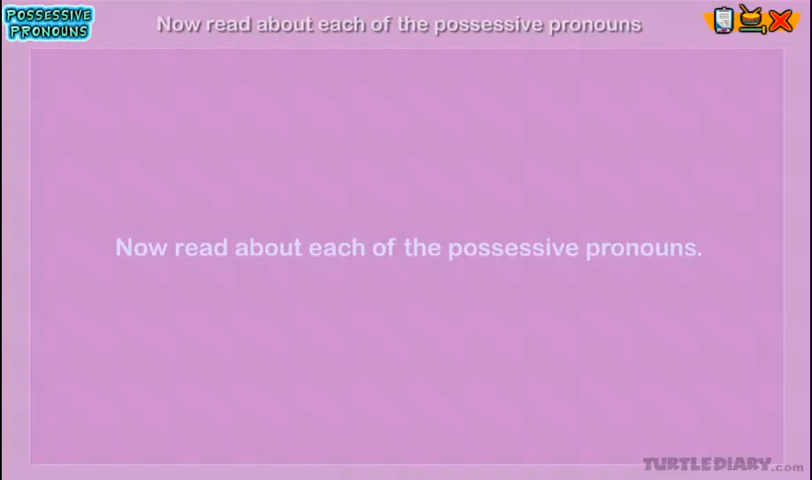 POSSESSIVE
PRONOUNS
Now read about each of the possessive pronouns
Now read about each of the possessive pronouns.
TURTLEDIARY.com